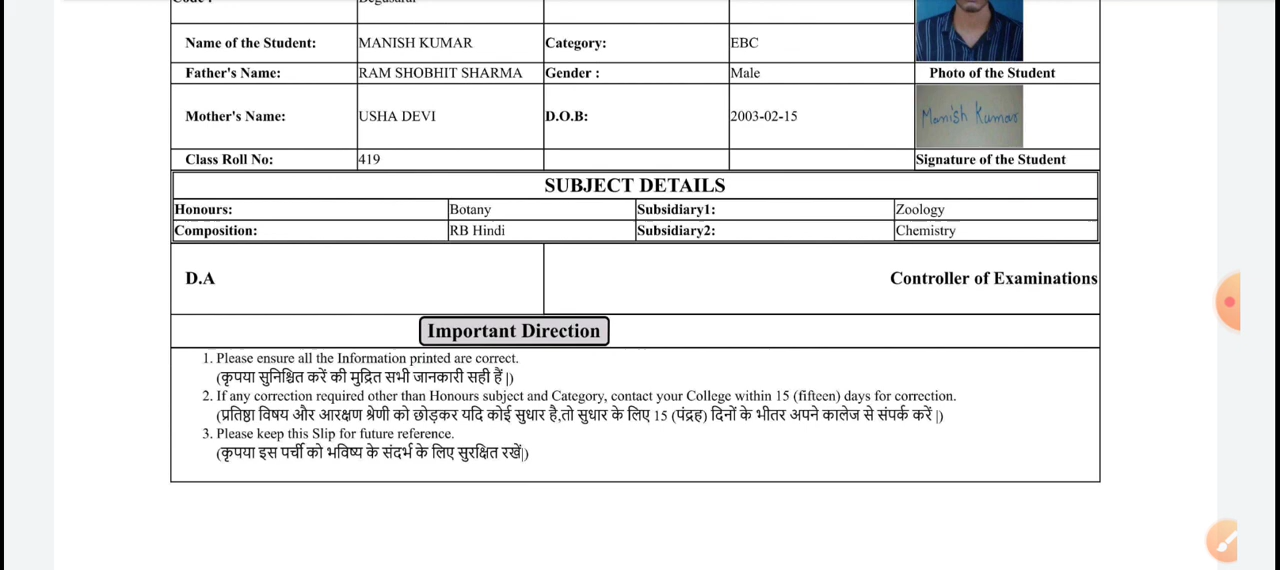 Name of the Student: MANISH KUMAR Category: EBC
Father's Name: RAM SHOBHIT SHARMA Gender : Male Photo of the Student
Mother's Name: USHA DEVI D.O.B: 2003-02-15 Manish Kumar
Class Roll No: 419 Signature of the Student
SUBJECT DETAILS
Honours: Botany Subsidiary1: Zoology
Composition: RB Hindi Subsidiary2: Chemistry
D.A Controller of Examinations
Important Direction
1. Please ensure all the Information printed are correct.
(कृपया सुनिश्चित करें की मुद्रित सभी जानकारी सही हैं|)
2. If any correction required other than Honours subject and Category, contact your College within 15 (fifteen) days for correction.
(प्रतिष्ठा विषय और आरक्षण श्रेणी को छोड़कर यदि कोई सुधार है,तो सुधार के लिए 15 (पंद्रह) दिनों के भीतर अपने कालेज से संपर्क करें|)
3. Please keep this Slip for future reference.
(कृपया इस पर्ची को भविष्य के संदर्भ के लिए सुरक्षित रखें|)